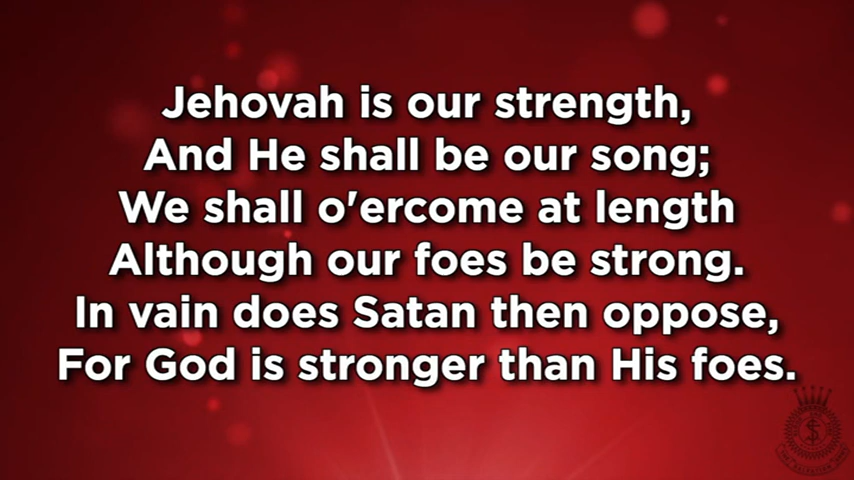 Jehovah is our strength,
And He shall be our song;
We shall o'ercome at length
Although our foes be strong.
In vain does Satan then oppose,
For God is stronger than His foes.